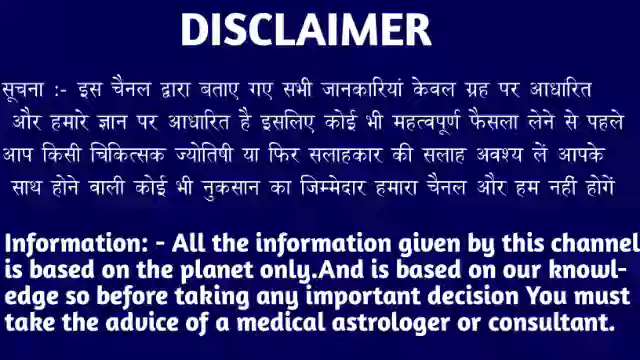 DISCLAIMER
सूचना :- इस चैनल द्वारा बताए गए सभी जानकारियां केवल ग्रह पर आधारित
और हमारे ज्ञान पर आधारित है इसलिए कोई भी महत्वपूर्ण फैसला लेने से पहले
आप किसी चिकित्सक ज्योतिषी या फिर सलाहकार की सलाह अवश्य लें आपके
साथ होने वाली कोई भी नुकसान का जिम्मेदार हमारा चैनल और हम नहीं होगें
Information: - All the information given by this channel
is based on the planet only.And is based on our knowl-
edge so before taking any important decision You must
take the advice of a medical astrologer or consultant.